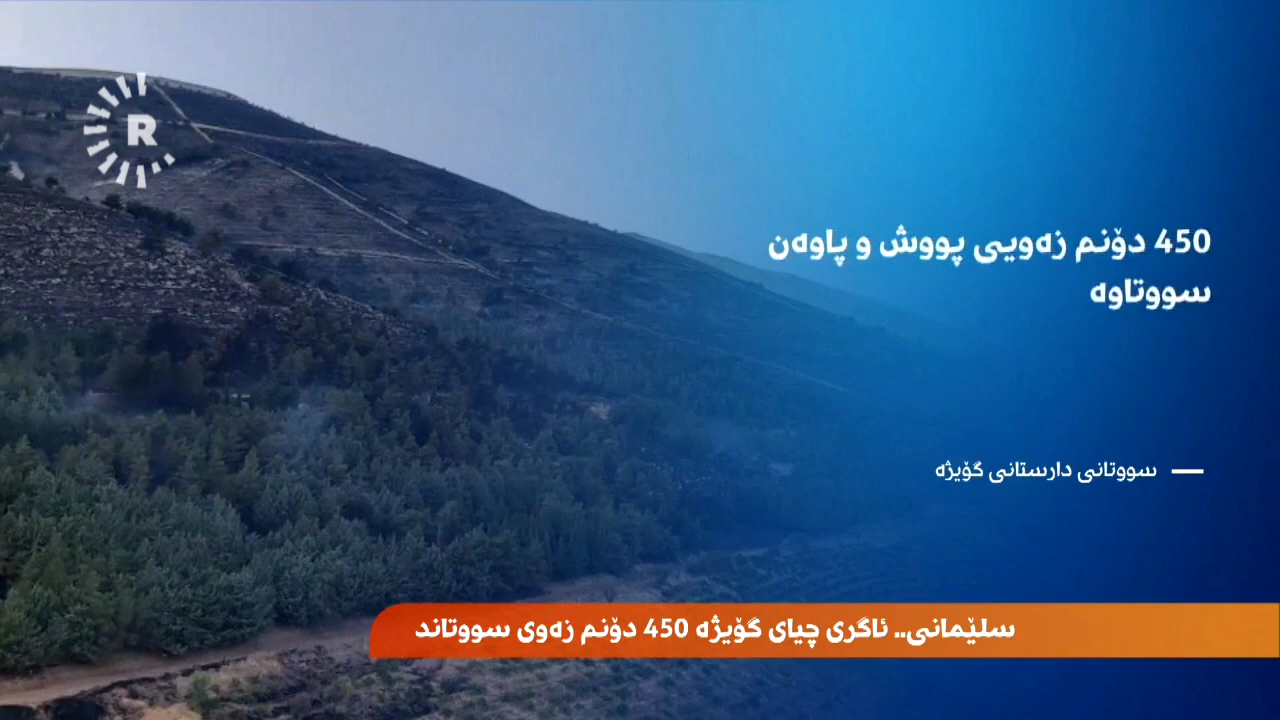 R
450 دۆنم زەویی پووش و پاوەن
سووتاوە
سووتانی دارستانی گۆیژە
سلێمانی.. ئاگری چیای گۆیژە 450 دۆنم زەوی سووتاند